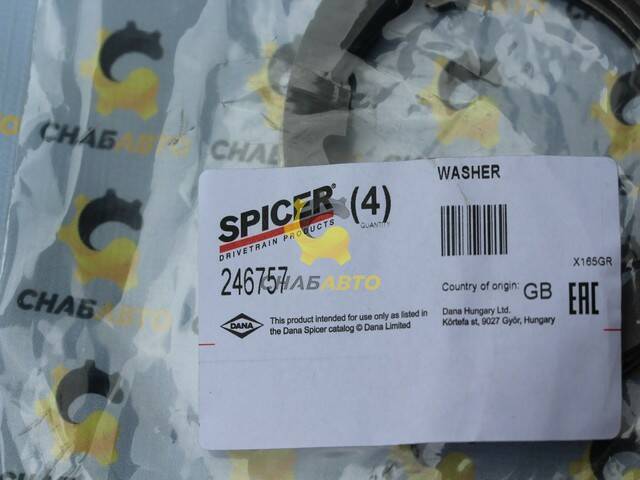 СНАБАВТО
СНАБАВТО
WASHER
SPICER® (4)
DRIVETRAIN PRODUCTS
QUANTITY
X165GR
246757
СНАБАВТО
Country of origin: GB
EAC
DANA
This product intended for use only as listed in
the Dana Spicer catalog © Dana Limited
Dana Hungary Ltd.
Körtefa st, 9027 Győr, Hungary
СНАБАВТО
СНАБАВТО